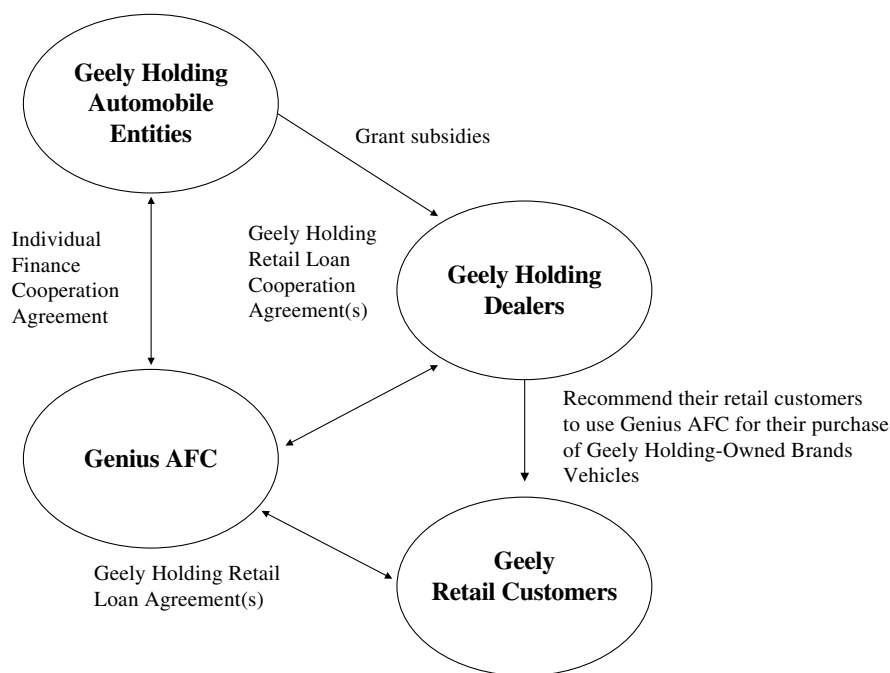 Geely Holding
Automobile
Entities
Grant subsidies
Individual
Finance
Cooperation
Agreement
Geely Holding
Retail Loan
Cooperation
Agreement(s)
Geely Holding
Dealers
Recommend their retail customers
to use Genius AFC for their purchase
of Geely Holding-Owned Brands
Vehicles
Genius AFC
Geely Holding Retail
Loan Agreement(s)
Geely
Retail Customers